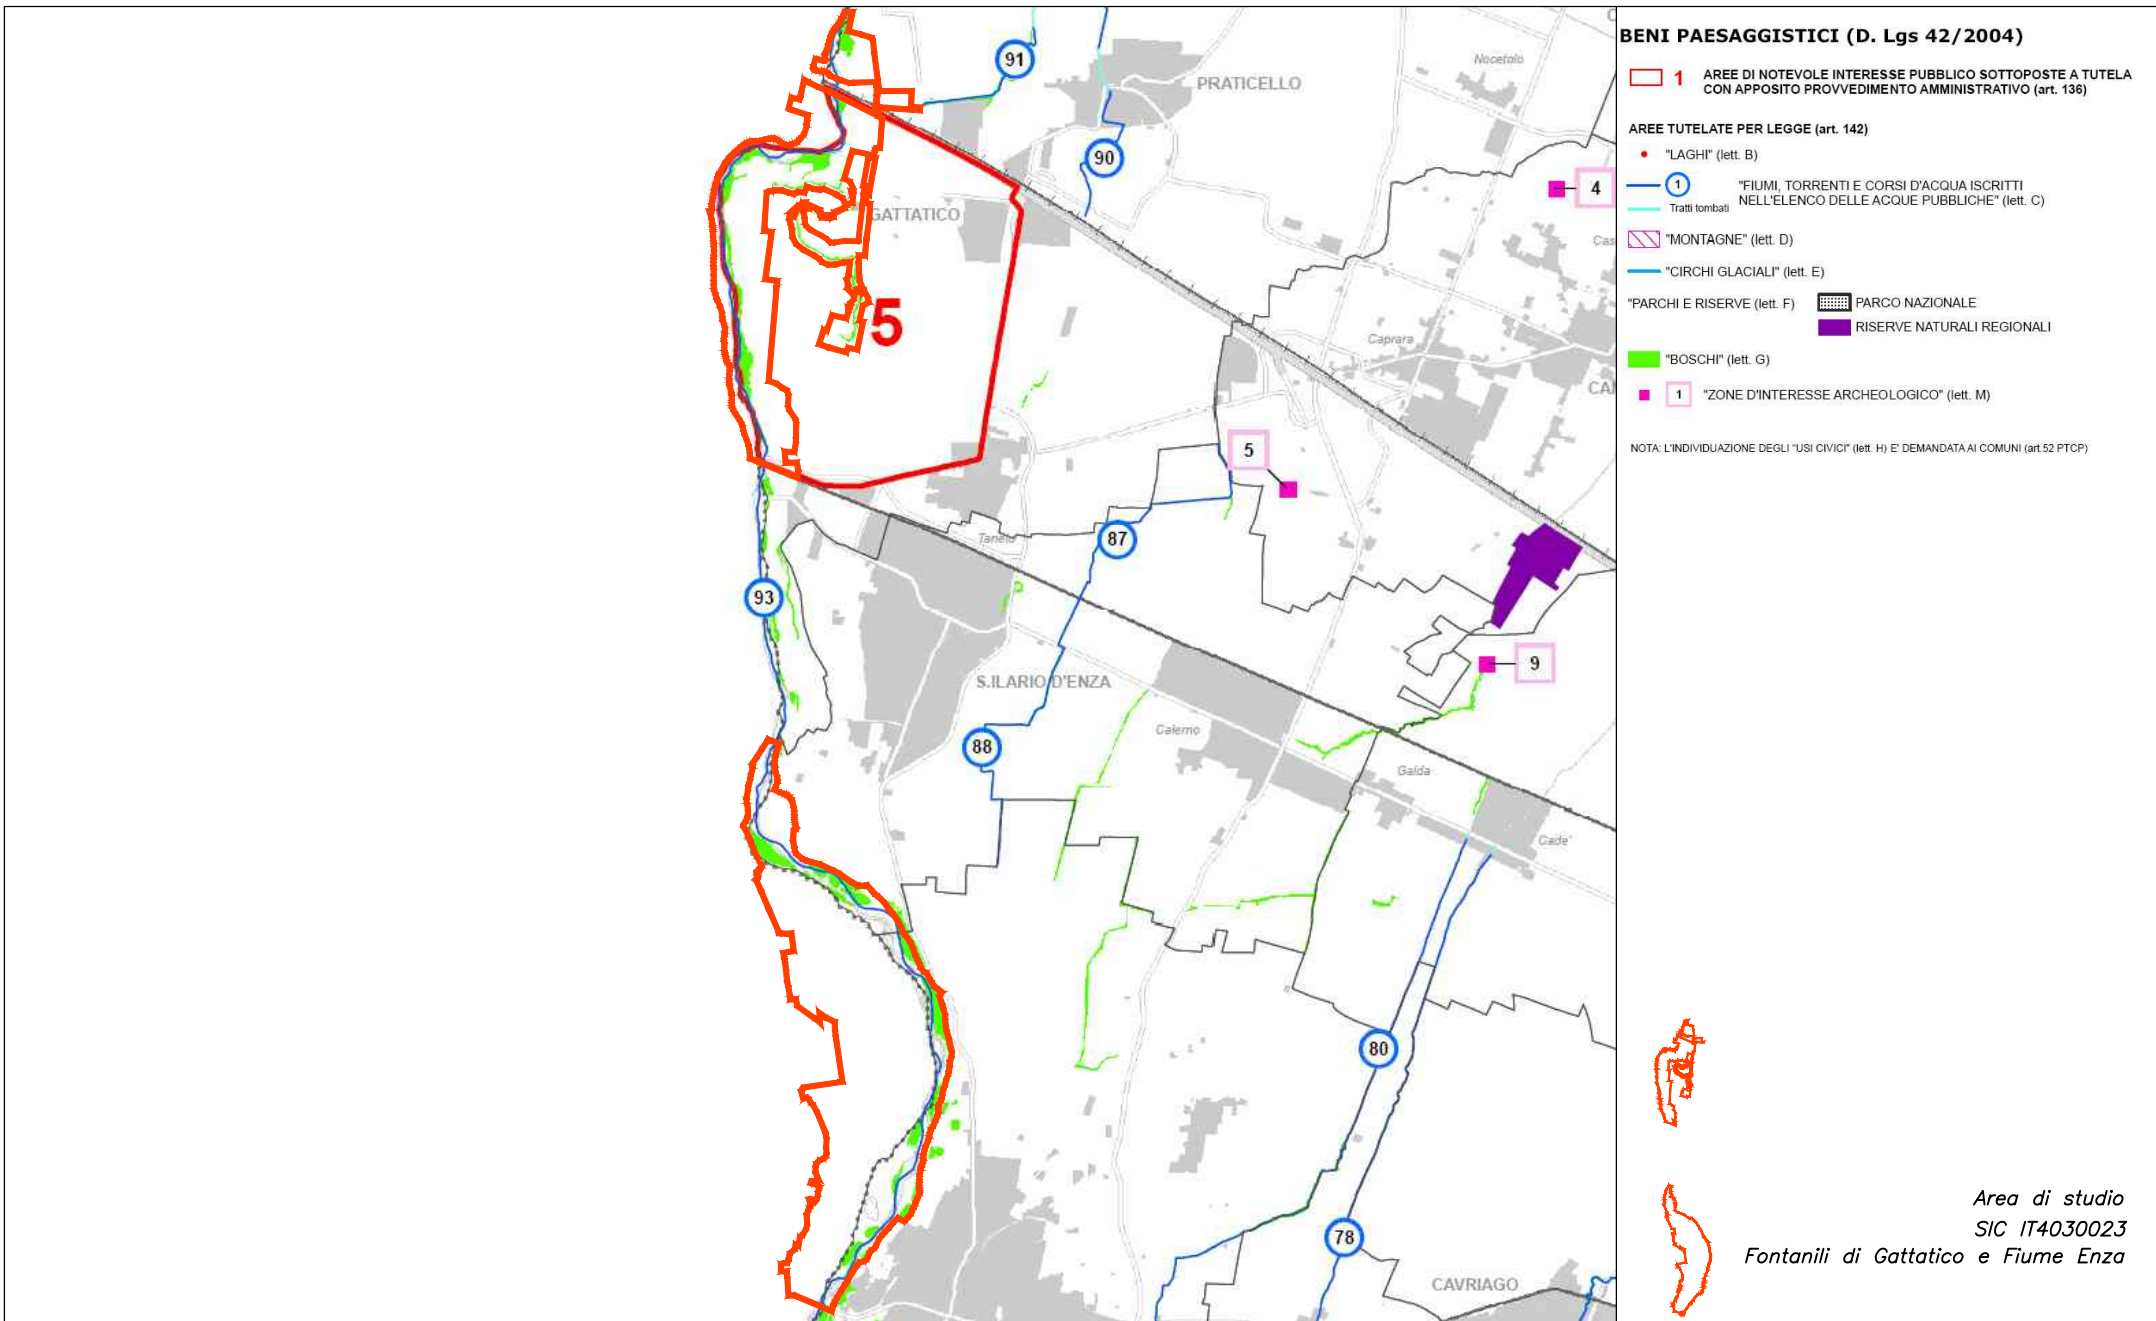 BENI PAESAGGISTICI (D. Lgs 42/2004)
1 AREE DI NOTEVOLE INTERESSE PUBBLICO SOTTOPOSTE A TUTELA
CON APPOSITO PROVVEDIMENTO AMMINISTRATIVO (art. 136)
AREE TUTELATE PER LEGGE (art. 142)
"LAGHI" (lett. B)
1 "FIUMI, TORRENTI E CORSI D'ACQUA ISCRITTI
NELL'ELENCO DELLE ACQUE PUBBLICHE" (lett. C)
Tratti tombati
"MONTAGNE" (lett. D)
"CIRCHI GLACIALI" (lett. E)
"PARCHI E RISERVE (lett. F)
PARCO NAZIONALE
RISERVE NATURALI REGIONALI
"BOSCHI" (lett. G)
1 "ZONE D'INTERESSE ARCHEOLOGICO" (lett. M)
NOTA: L'INDIVIDUAZIONE DEGLI "USI CIVICI" (lett. H) E' DEMANDATA AI COMUNI (art.52 PTCP)
91
PRATICELLO
Nocetolo
90
4
GATTATICO
Cas
5
Caprara
CAI
5
87
Taneto
93
9
S.ILARIO D'ENZA
Calerno
88
Gaida
Cade'
80
78
CAVRIAGO
Area di studio
SIC IT4030023
Fontanili di Gattatico e Fiume Enza